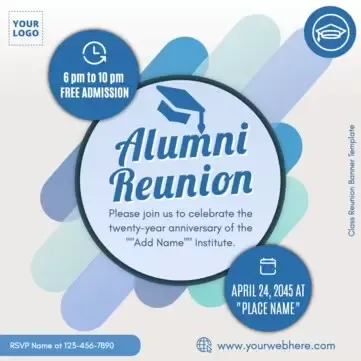 YOUR
LOGO
6 pm to 10 pm
FREE ADMISSION
Alumni
Reunion
Please join us to celebrate the
twenty-year anniversary of the
""Add Name"" Institute.
Class Reunion Banner Template
APRIL 24, 2045 AT
"PLACE NAME"
RSVP Name at 123-456-7890
www.yourwebhere.com